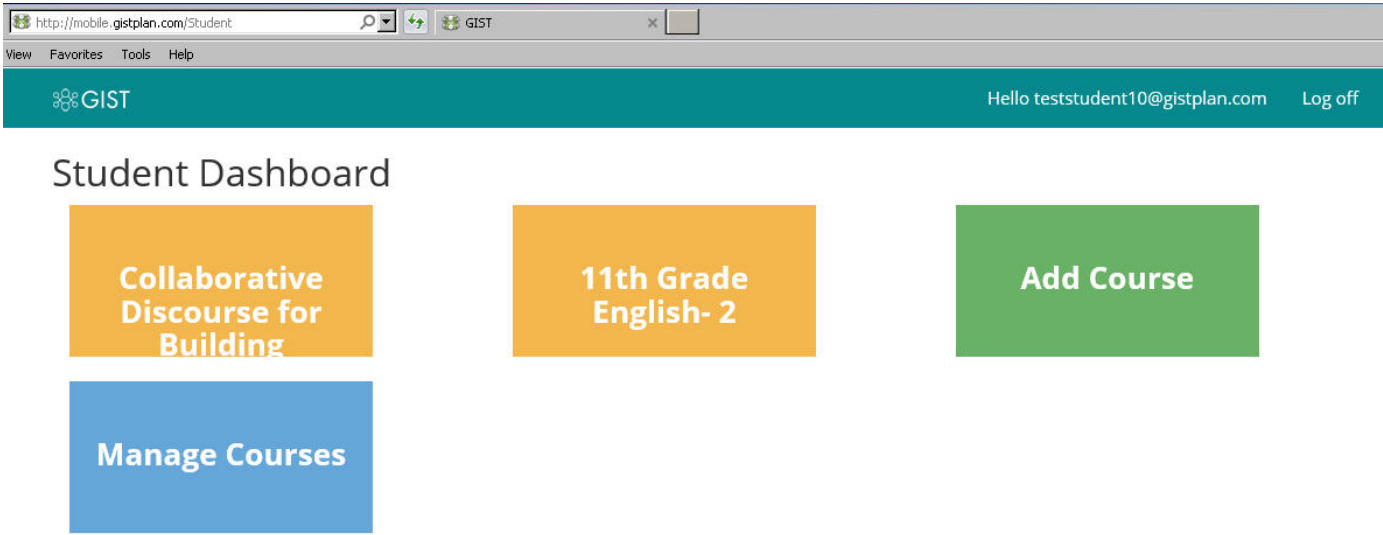 http://mobile.gistplan.com/Student
GIST
View Favorites Tools Help
GIST
Hello teststudent10@gistplan.com Log off
Student Dashboard
Collaborative
Discourse for
Building
11th Grade
English- 2
Add Course
Manage Courses